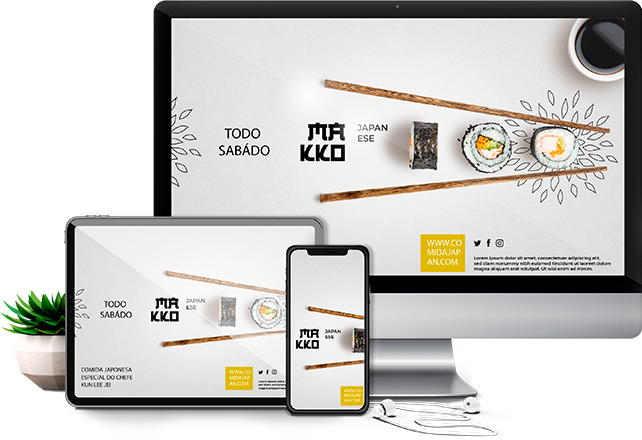 TODO
SABÁDO
MA
KKO
JAPAN
ESE
WWW.CO
MIDAJAP
AN.COM
Lorem ipsum dolor sit amet, consectetuer adipiscing elit,
sed diam nonummy nibh euismod tincidunt ut laoreet dolore
magna aliquam erat volutpat. Ut wisi enim ad minim.
TODO
SABÁDO
MA
KKO
JAPAN
ESE
COMIDA JAPONESA
ESPECIAL DO CHEFE
KUN LEE JEI
WWW.CO
MIDAJAP
AN.COM
MA
KKO
JAPAN
ESE
WWW.CO
MIDAJAP
AN.COM